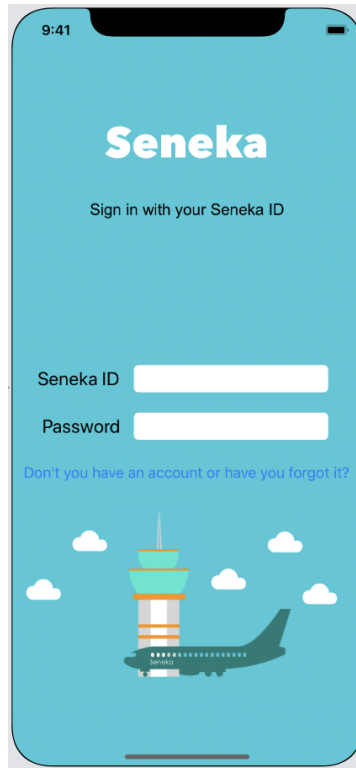 9:41
Seneka
Sign in with your Seneka ID
Seneka ID
Password
Don't you have an account or have you forgot it?
Seneka